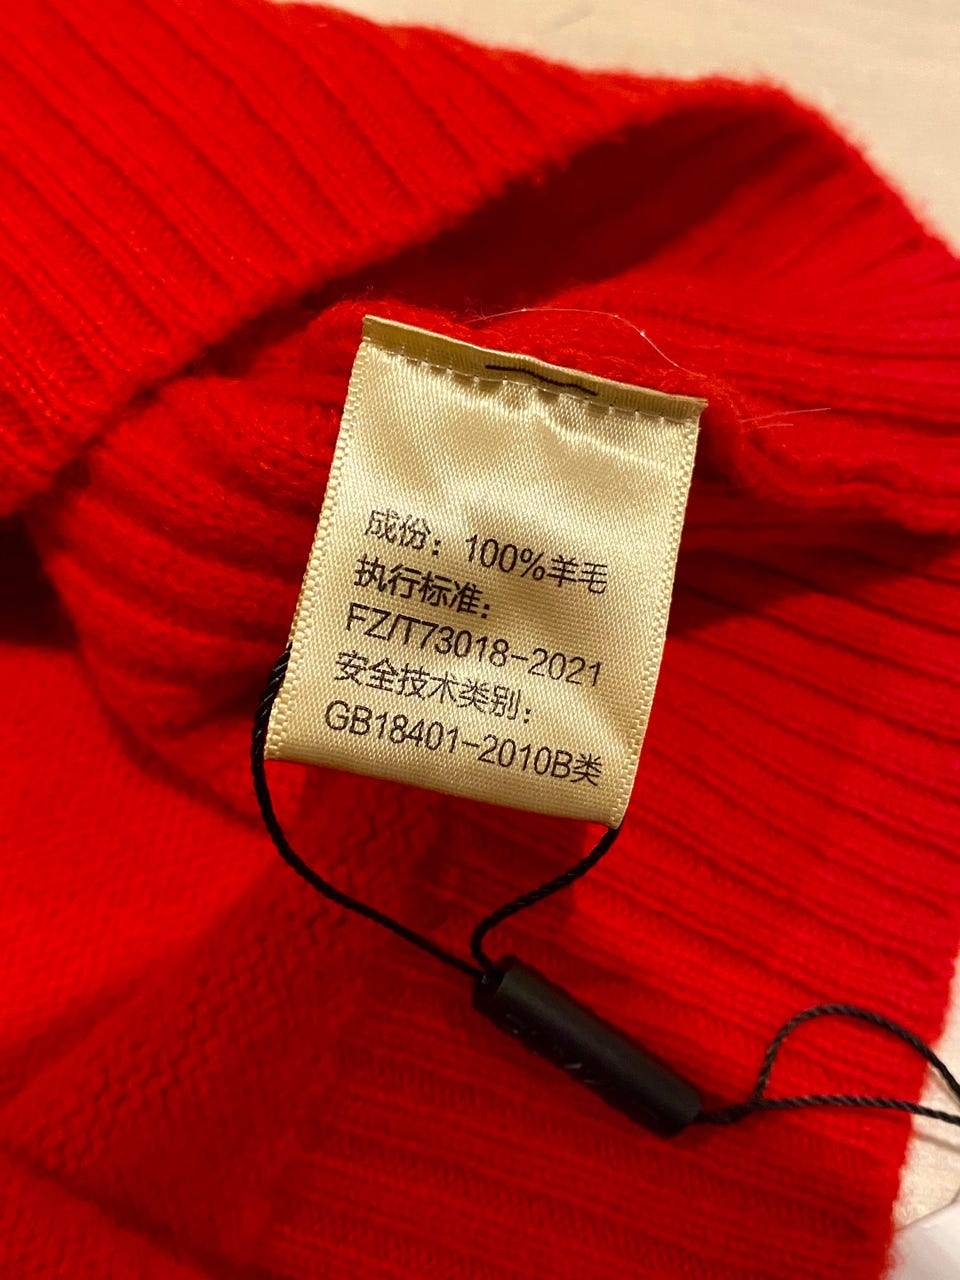 成份：100%羊毛
执行标准：
FZ/T73018-2021
安全技术类别：
GB18401-2010B类